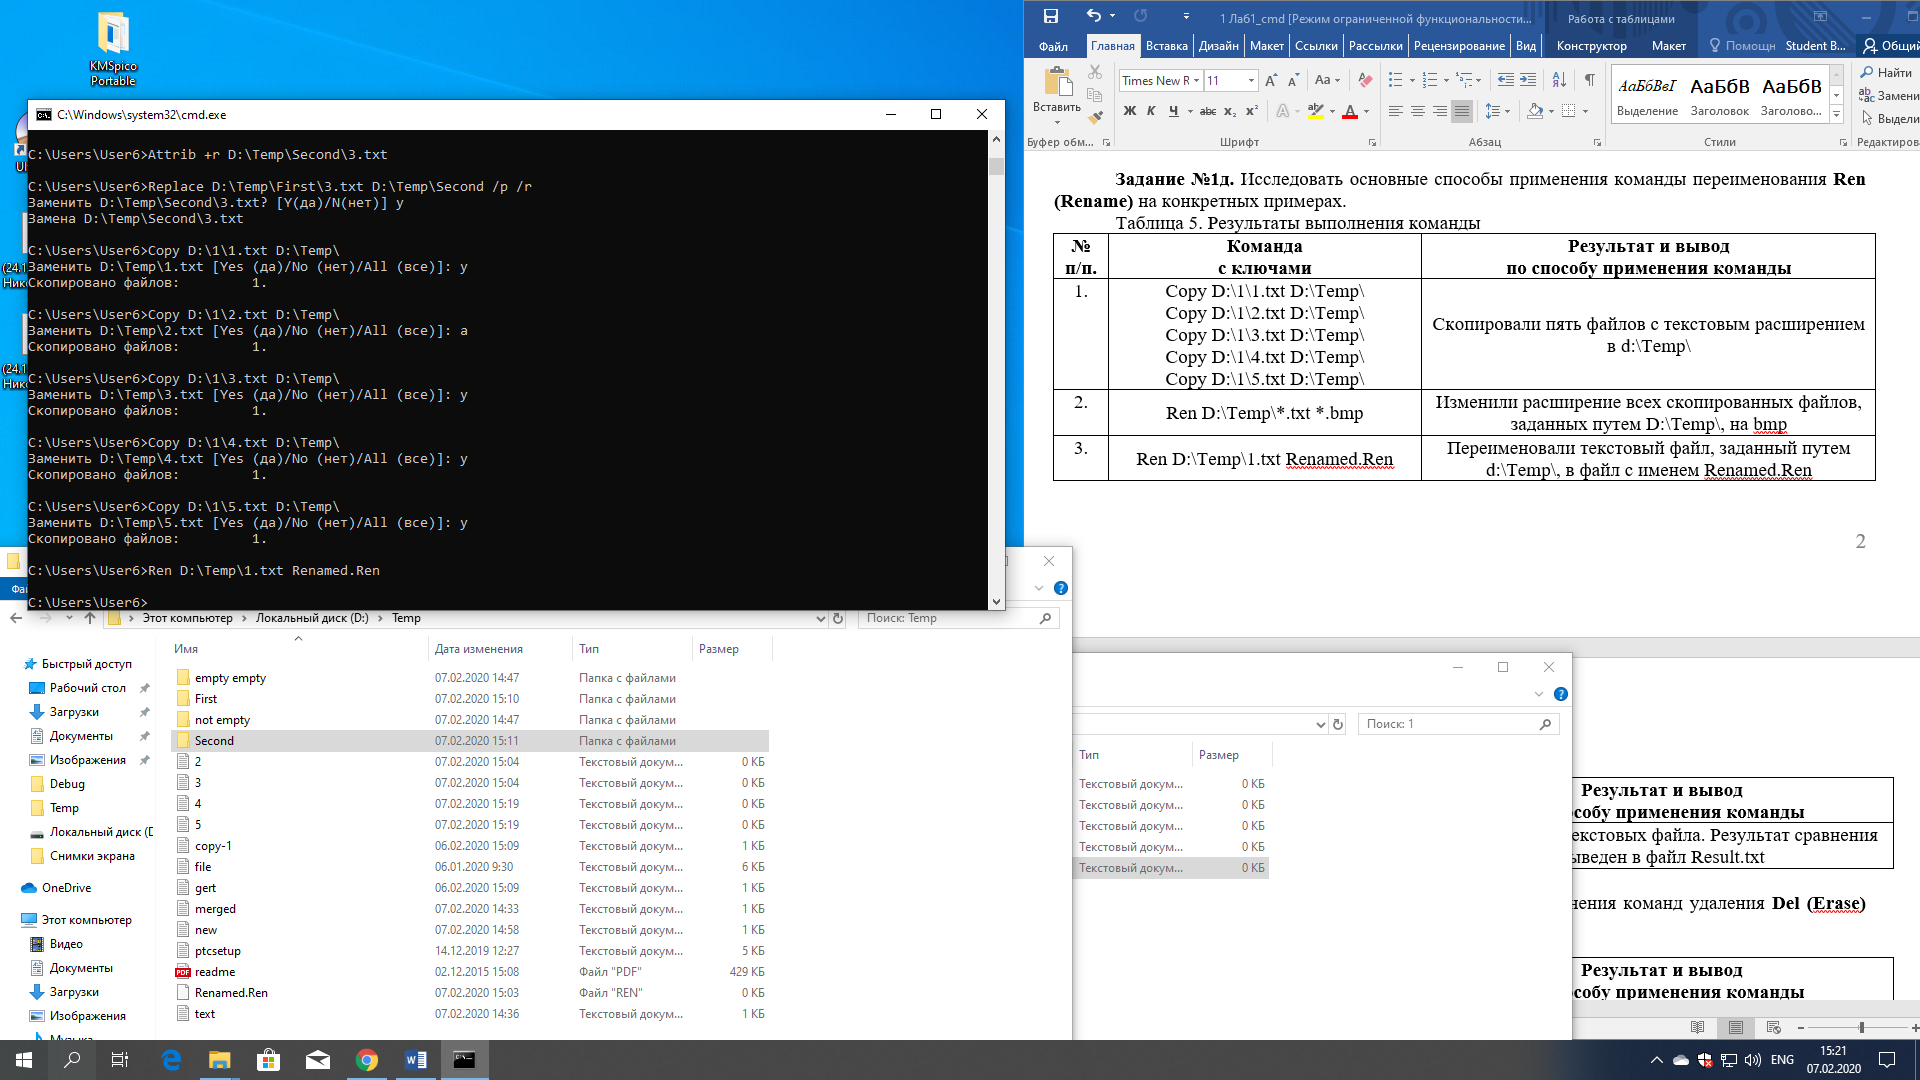 KMSpico
Portable
C:\Windows\system32\cmd.exe
C:\Users\User6>Attrib +r D:\Temp\Second\3.txt
C:\Users\User6>Replace D:\Temp\First\3.txt D:\Temp\Second /p /r
Заменить D:\Temp\Second\3.txt? [Y(да)/N(нет)] y
Замена D:\Temp\Second\3.txt
C:\Users\User6>Copy D:\1\1.txt D:\Temp\
Заменить D:\Temp\1.txt [Yes (да)/No (нет)/All (все)]: y
Скопировано файлов:         1.
C:\Users\User6>Copy D:\1\2.txt D:\Temp\
Заменить D:\Temp\2.txt [Yes (да)/No (нет)/All (все)]: a
Скопировано файлов:         1.
C:\Users\User6>Copy D:\1\3.txt D:\Temp\
Заменить D:\Temp\3.txt [Yes (да)/No (нет)/All (все)]: y
Скопировано файлов:         1.
C:\Users\User6>Copy D:\1\4.txt D:\Temp\
Заменить D:\Temp\4.txt [Yes (да)/No (нет)/All (все)]: y
Скопировано файлов:         1.
C:\Users\User6>Copy D:\1\5.txt D:\Temp\
Заменить D:\Temp\5.txt [Yes (да)/No (нет)/All (все)]: y
Скопировано файлов:         1.
C:\Users\User6>Ren D:\Temp\1.txt Renamed.Ren
C:\Users\User6>
1 Лаб1_cmd [Режим ограниченной функциональности... Работа с таблицами
Файл Главная Вставка Дизайн Макет Ссылки Рассылки Рецензирование Вид Конструктор Макет Помощн Student B... Общий
Вставить Times New R 11
Ж К Ч abc x₂ x²
АаБбВвІ АаБбВ АаБбВ
Выделение Заголовок Заголово...
Найти
Замени
Выдели
Буфер обм... Шрифт Абзац Стили Редактиров
Задание №1д. Исследовать основные способы применения команды переименования Ren
(Rename) на конкретных примерах.
Таблица 5. Результаты выполнения команды
№ п/п. Команда с ключами Результат и вывод по способу применения команды
1.
Copy D:\1\1.txt D:\Temp\
Copy D:\1\2.txt D:\Temp\
Copy D:\1\3.txt D:\Temp\
Copy D:\1\4.txt D:\Temp\
Copy D:\1\5.txt D:\Temp\
Скопировали пять файлов с текстовым расширением
в d:\Temp\
2.
Ren D:\Temp\*.txt *.bmp
Изменили расширение всех скопированных файлов,
заданных путем D:\Temp\, на bmp
3.
Ren D:\Temp\1.txt Renamed.Ren
Переименовали текстовый файл, заданный путем
d:\Temp\, в файл с именем Renamed.Ren
2
Этот компьютер > Локальный диск (D:) > Temp Поиск: Temp
Имя Дата изменения Тип Размер
Быстрый доступ
Рабочий стол
Загрузки
Документы
Изображения
Debug
Temp
Локальный диск (D
Снимки экрана
OneDrive
Этот компьютер
Видео
Документы
Загрузки
Изображения
Музыка
empty empty 07.02.2020 14:47 Папка с файлами
First 07.02.2020 15:10 Папка с файлами
not empty 07.02.2020 14:47 Папка с файлами
Second 07.02.2020 15:11 Папка с файлами
2 07.02.2020 15:04 Текстовый докум... 0 КБ
3 07.02.2020 15:04 Текстовый докум... 0 КБ
4 07.02.2020 15:19 Текстовый докум... 0 КБ
5 07.02.2020 15:19 Текстовый докум... 0 КБ
copy-1 06.02.2020 15:09 Текстовый докум... 1 КБ
file 06.01.2020 9:30 Текстовый докум... 6 КБ
gert 06.02.2020 15:09 Текстовый докум... 1 КБ
merged 07.02.2020 14:33 Текстовый докум... 1 КБ
new 07.02.2020 14:58 Текстовый докум... 1 КБ
ptcsetup 14.12.2019 12:27 Текстовый докум... 5 КБ
readme 02.12.2015 15:08 Файл "PDF" 429 КБ
Renamed.Ren 07.02.2020 15:03 Файл "REN" 0 КБ
text 07.02.2020 14:36 Текстовый докум... 1 КБ
Поиск: 1
Тип Размер
Текстовый докум... 0 КБ
Текстовый докум... 0 КБ
Текстовый докум... 0 КБ
Текстовый докум... 0 КБ
Текстовый докум... 0 КБ
Результат и вывод
собу применения команды
екстовых файла. Результат сравнения
ыведен в файл Result.txt
нения команд удаления Del (Erase)
Результат и вывод
собу применения команды
ENG
15:21
07.02.2020